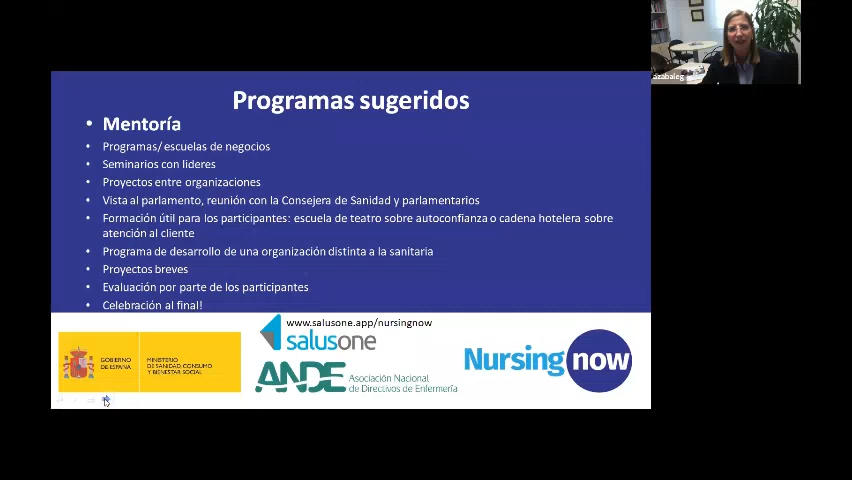 Programas sugeridos
• Mentoría
• Programas/ escuelas de negocios
• Seminarios con lideres
• Proyectos entre organizaciones
• Vista al parlamento, reunión con la Consejera de Sanidad y parlamentarios
• Formación útil para los participantes: escuela de teatro sobre autoconfianza o cadena hotelera sobre
atención al cliente
• Programa de desarrollo de una organización distinta a la sanitaria
• Proyectos breves
• Evaluación por parte de los participantes
• Celebración al final!
www.salusone.app/nursingnow
salusone
GOBIERNO
DE ESPAÑA
MINISTERIO
DE SANIDAD, CONSUMO
Y BIENESTAR SOCIAL
ANDE Asociación Nacional
de Directivos de Enfermería
Nursing now
azabaleg